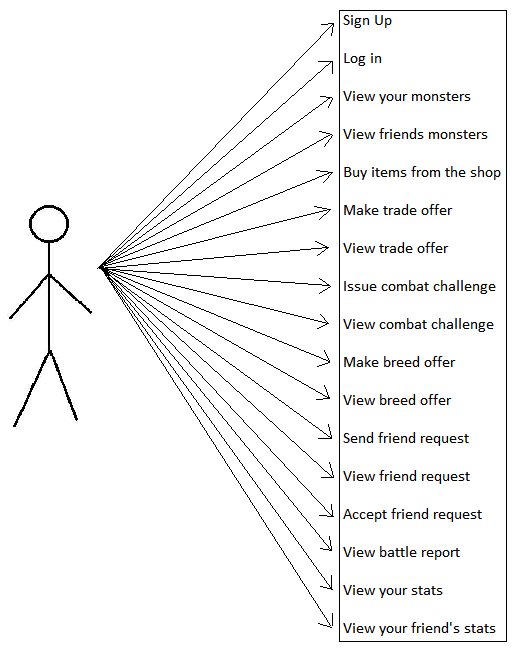 Sign Up
Log in
View your monsters
View friends monsters
Buy items from the shop
Make trade offer
View trade offer
Issue combat challenge
View combat challenge
Make breed offer
View breed offer
Send friend request
View friend request
Accept friend request
View battle report
View your stats
View your friend's stats